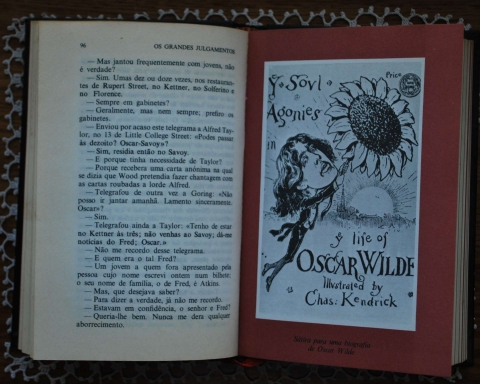 96 OS GRANDES JULGAMENTOS
— Mas jantou frequentemente com jovens, não
é verdade?
— Sim. Umas dez ou doze vezes, nos restauran-
tes de Rupert Street, no Kettner, no Solferino e
no Florence.
— Sempre em gabinetes?
— Geralmente, mas nem sempre; prefiro os
gabinetes.
— Enviou por acaso este telegrama a Alfred Tay-
lor, no 13 de Little College Street: «Podes passar
às dezoito? Oscar-Savoy»?
— Sim, residia então no Savoy.
— E porque tinha necessidade de Taylor?
— Porque recebera uma carta anónima na qual
se dizia que Wood pretendia fazer chantagem com
as cartas roubadas a lorde Alfred.
— Telegrafou de outra vez a Goring: «Não
posso ir jantar amanhã. Lamento sinceramente.
Oscar»?
— Sim.
— Telegrafou ainda a Taylor: «Tenho de estar
no Kettner às três; não venhas ao Savoy; dá-me
notícias do Fred; Oscar.»
— Não me recordo desse telegrama.
— E quem era o tal Fred?
— Um jovem a quem fora apresentado pela
pessoa cujo nome escrevi ontem num bilhete:
o seu nome de família, o de Fred, é Atkins.
— Mas, que desejava saber?
— Para dizer a verdade, já não me recordo.
— Estavam em confidência, o senhor e Fred?
— Queria-lhe bem. Nunca me dera qualquer
aborrecimento.
Yᵉ SOVL
Agonies
in
Price
yᵉ life of
OSCAR WILDE
Illustrated by
Chas: Kendrick
para uma biografia
de Oscar Wilde